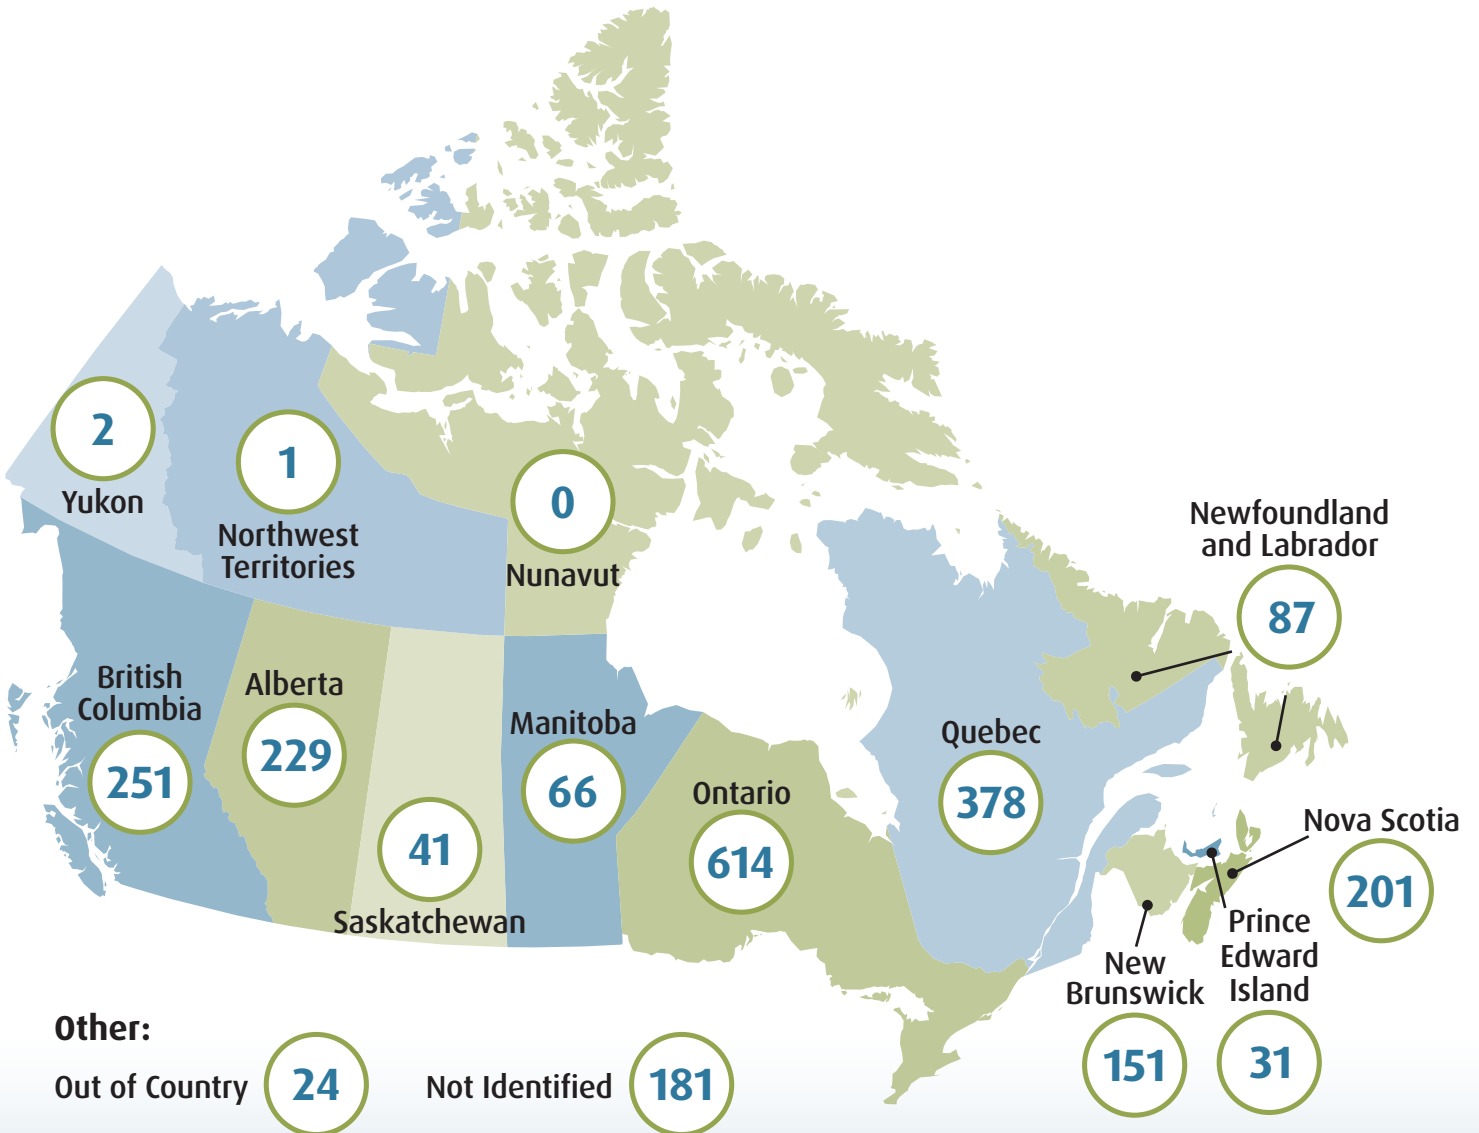 2
Yukon
1
Northwest
Territories
0
Nunavut
Newfoundland
and Labrador
87
British
Columbia
251
Alberta
229
41
Saskatchewan
Manitoba
66
Ontario
614
Quebec
378
Nova Scotia
201
Prince
Edward
Island
31
New
Brunswick
151
Other:
Out of Country 24
Not Identified 181